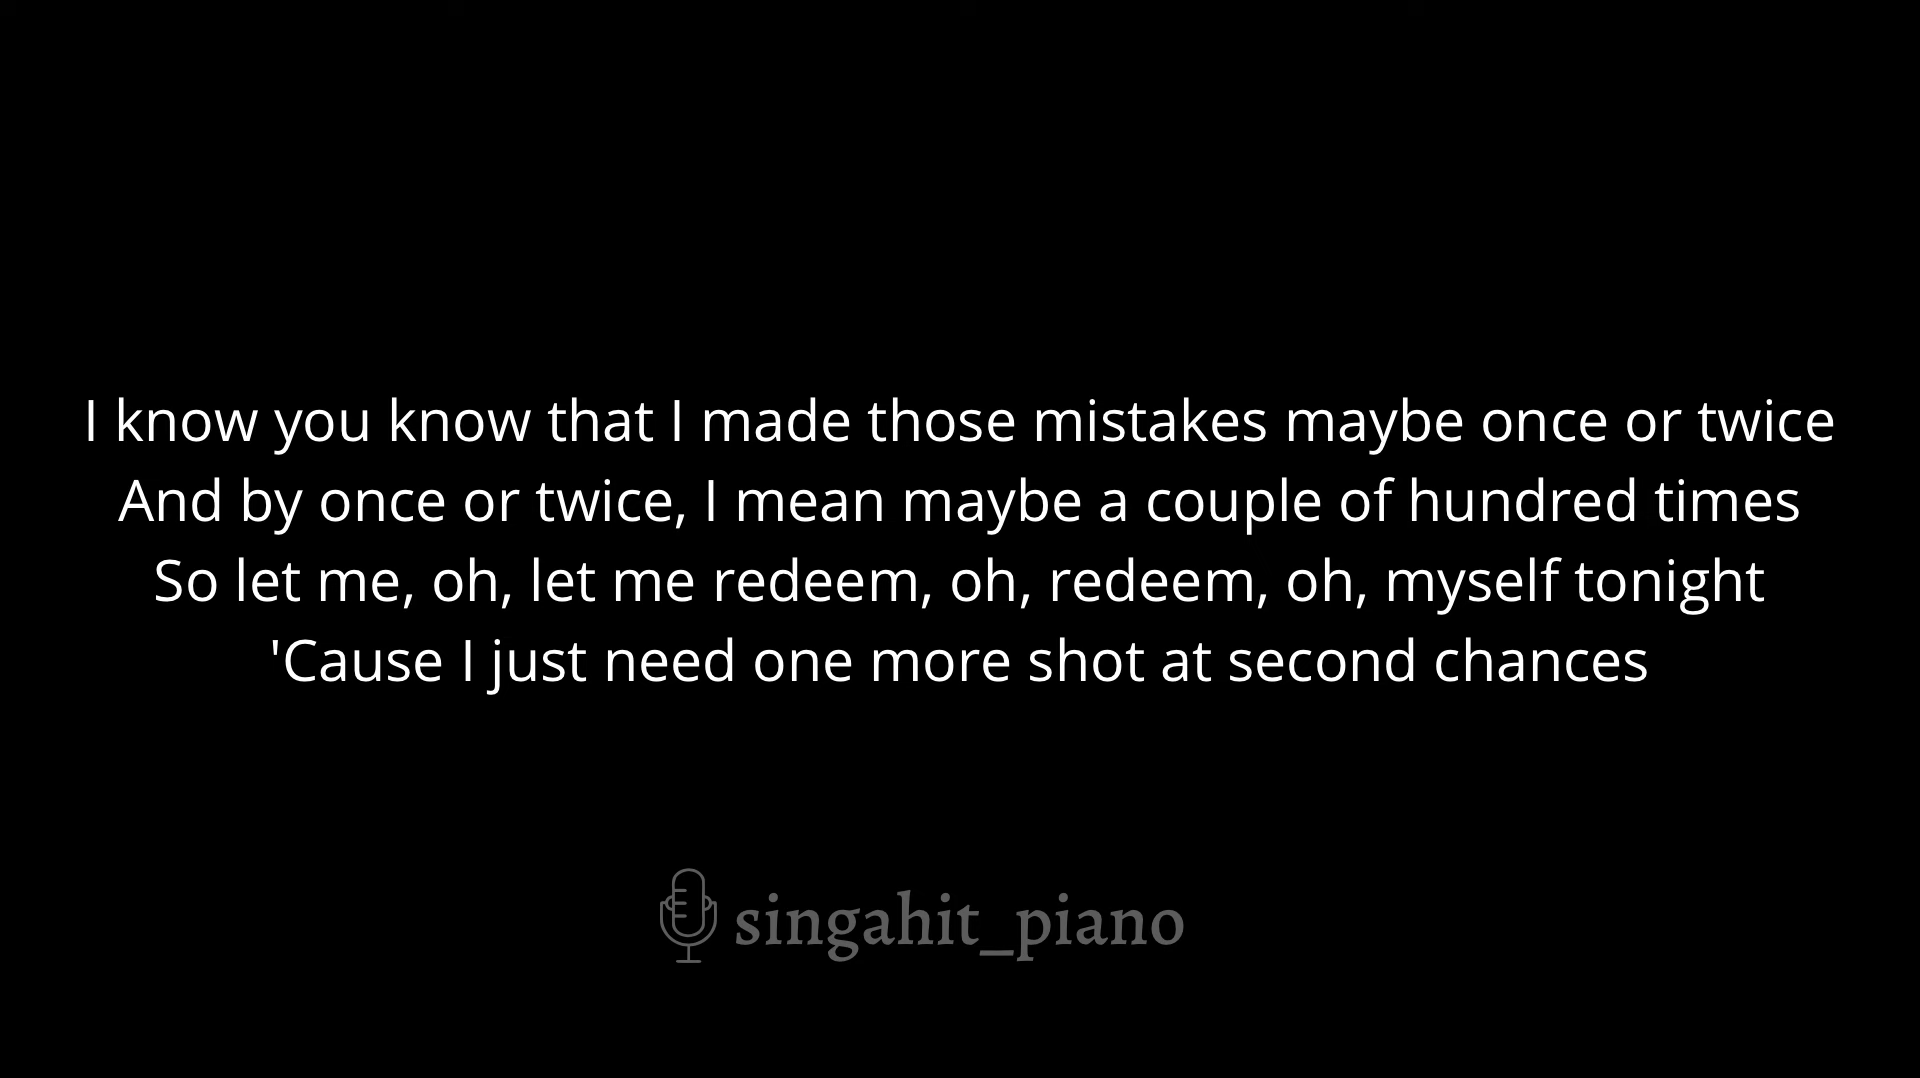 I know you know that I made those mistakes maybe once or twice
And by once or twice, I mean maybe a couple of hundred times
So let me, oh, let me redeem, oh, redeem, oh, myself tonight
'Cause I just need one more shot at second chances
singahit_piano